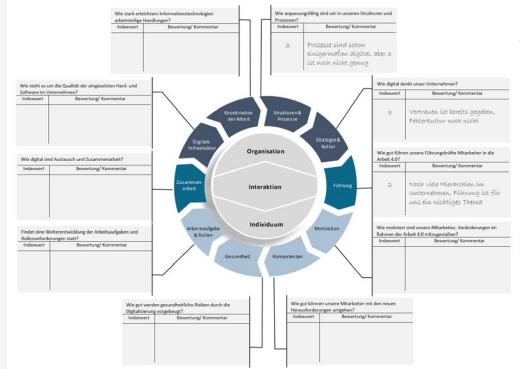 Wie stark erleichtern Informationstechnologien
arbeitsteilige Handlungen?
Indexwert Bewertung/ Kommentar
Wie anpassungsfähig sind wir in unseren Strukturen und
Prozessen?
Indexwert Bewertung/ Kommentar
3 Prozesse sind schon
einigermaßen digital, aber 3
ist noch nicht genug
Wie steht es um die Qualität der eingesetzten Hard- und
Software im Unternehmen?
Indexwert Bewertung/ Kommentar
Wie digital denkt unser Unternehmen?
Indexwert Bewertung/ Kommentar
3 Vertrauen ist bereits gegeben,
Fehlerkultur noch nicht
Koordination
der Arbeit
Strukturen &
Prozesse
Digitale
Infrastruktur
Strategie &
Kultur
Organisation
Wie digital sind Austausch und Zusammenarbeit?
Indexwert Bewertung/ Kommentar
Wie gut führen unsere Führungskräfte Mitarbeiter in die
Arbeit 4.0?
Indexwert Bewertung/ Kommentar
2 Noch viele Hierarchien im
Unternehmen, Führung ist für
uns ein wichtiges Thema
Zusammen-
arbeit
Interaktion
Führung
Individuum
Findet eine Weiterentwicklung der Arbeitsaufgaben und
Rollenanforderungen statt?
Indexwert Bewertung/ Kommentar
Wie motiviert sind unsere Mitarbeiter, Veränderungen im
Rahmen der Arbeit 4.0 mitzugestalten?
Indexwert Bewertung/ Kommentar
Arbeitsaufgabe
& Rollen
Motivation
Gesundheit
Kompetenzen
Wie gut werden gesundheitliche Risiken durch die
Digitalisierung vorgebeugt?
Indexwert Bewertung/ Kommentar
Wie gut können unsere Mitarbeiter mit den neuen
Herausforderungen umgehen?
Indexwert Bewertung/ Kommentar